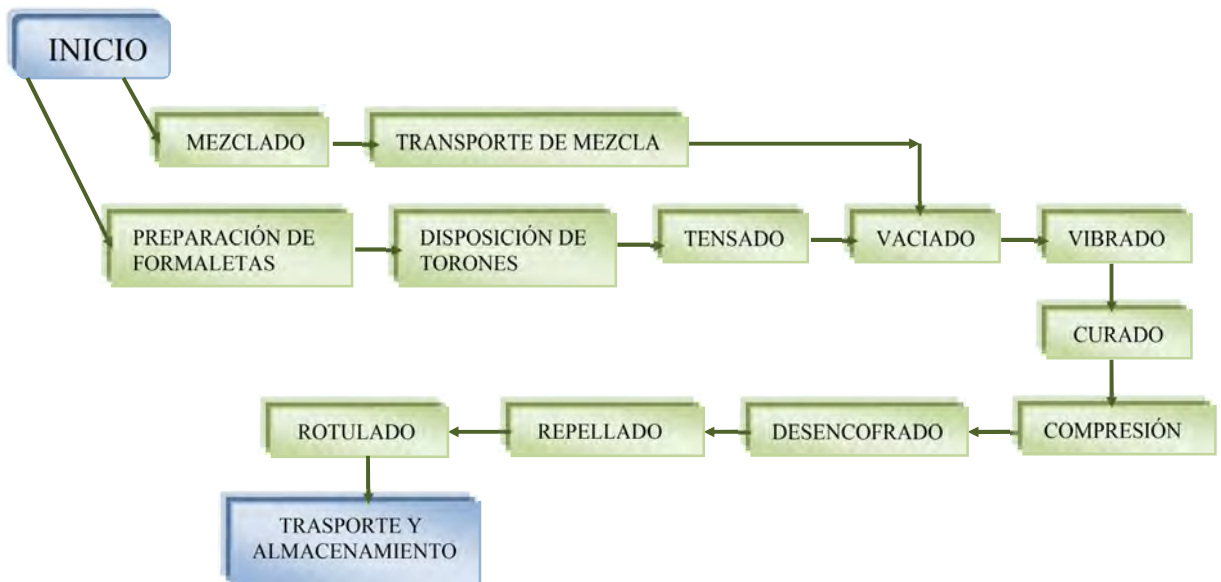 INICIO
MEZCLADO
TRANSPORTE DE MEZCLA
PREPARACIÓN DE
FORMALETAS
DISPOSICIÓN DE
TORONES
TENSADO
VACIADO
VIBRADO
CURADO
COMPRESIÓN
DESENCOFRADO
REPELLADO
ROTULADO
TRASPORTE Y
ALMACENAMIENTO